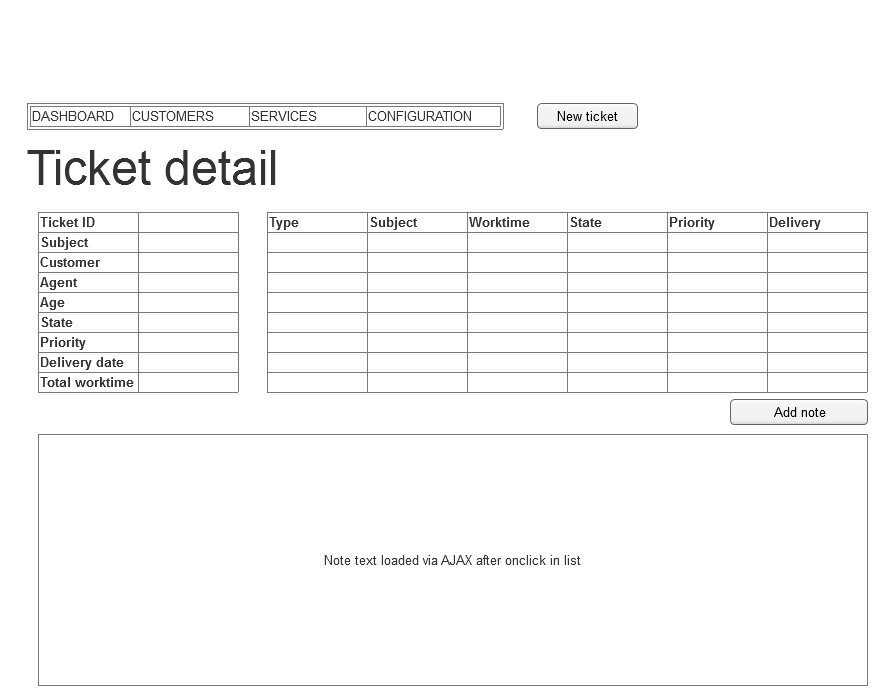 DASHBOARD CUSTOMERS SERVICES CONFIGURATION New ticket
Ticket detail
Ticket ID
Subject
Customer
Agent
Age
State
Priority
Delivery date
Total worktime
Type Subject Worktime State Priority Delivery
Add note
Note text loaded via AJAX after onclick in list